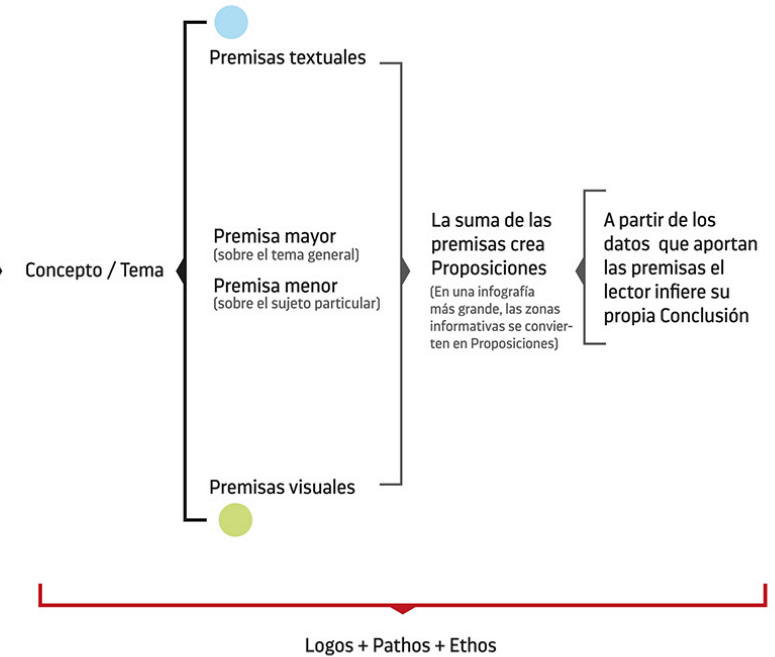 Premisas textuales
Concepto / Tema
Premisa mayor
(sobre el tema general)
Premisa menor
(sobre el sujeto particular)
Premisas visuales
La suma de las
premisas crea
Proposiciones
(En una infografía
más grande, las zonas
informativas se convier-
ten en Proposiciones)
A partir de los
datos que aportan
las premisas el
lector infiere su
propia Conclusión
Logos + Pathos + Ethos